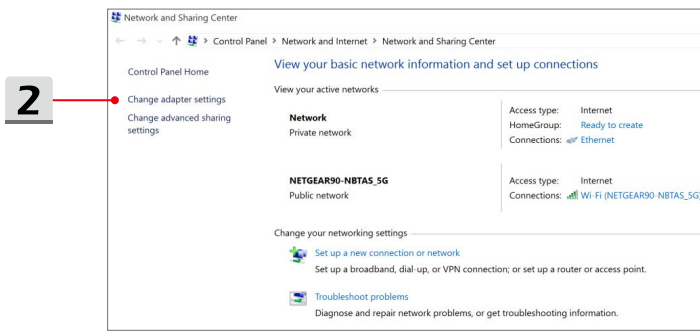 Network and Sharing Center
Control Panel > Network and Internet > Network and Sharing Center
Control Panel Home
2
Change adapter settings
Change advanced sharing
settings
View your basic network information and set up connections
View your active networks
Network
Private network
Access type: Internet
HomeGroup: Ready to create
Connections: Ethernet
NETGEAR90-NBTAS_5G
Public network
Access type: Internet
Connections: Wi-Fi (NETGEAR90-NBTAS_5G)
Change your networking settings
Set up a new connection or network
Set up a broadband, dial-up, or VPN connection; or set up a router or access point.
Troubleshoot problems
Diagnose and repair network problems, or get troubleshooting information.